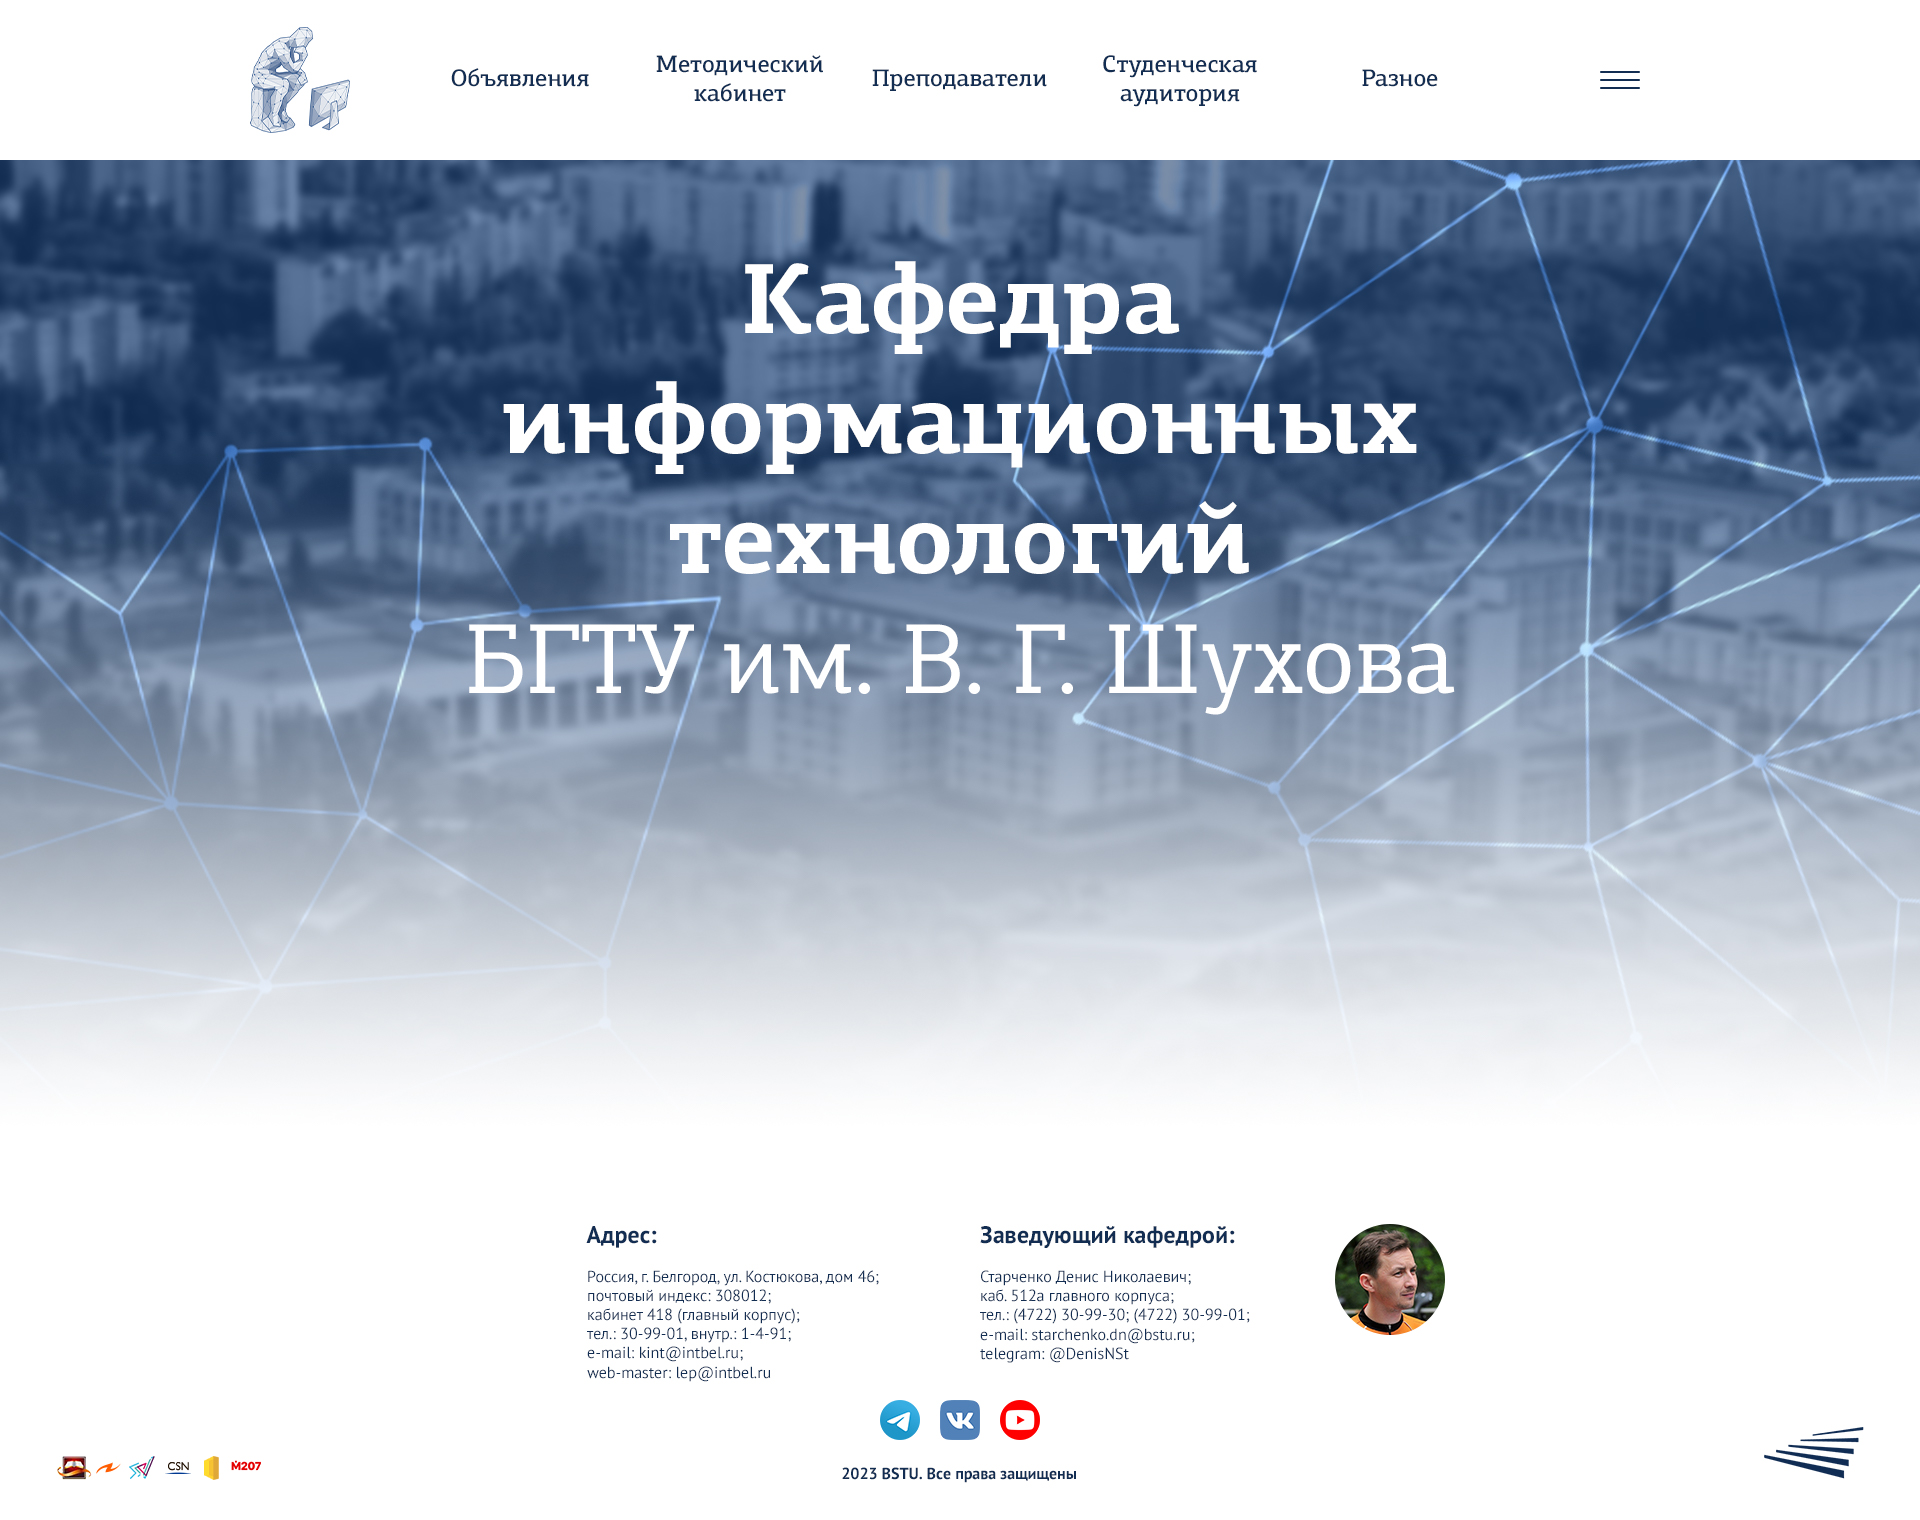 Объявления
Методический
кабинет
Преподаватели
Студенческая
аудитория
Разное
Кафедра
информационных
технологий
БГТУ им. В. Г. Шухова
Адрес:
Россия, г. Белгород, ул. Костюкова, дом 46;
почтовый индекс: 308012;
кабинет 418 (главный корпус);
тел.: 30-99-01, внутр.: 1-4-91;
e-mail: kint@intbel.ru;
web-master: lep@intbel.ru
Заведующий кафедрой:
Старченко Денис Николаевич;
каб. 512а главного корпуса;
тел.: (4722) 30-99-30; (4722) 30-99-01;
e-mail: starchenko.dn@bstu.ru;
telegram: @DenisNSt
CSN
M207
2023 BSTU. Все права защищены